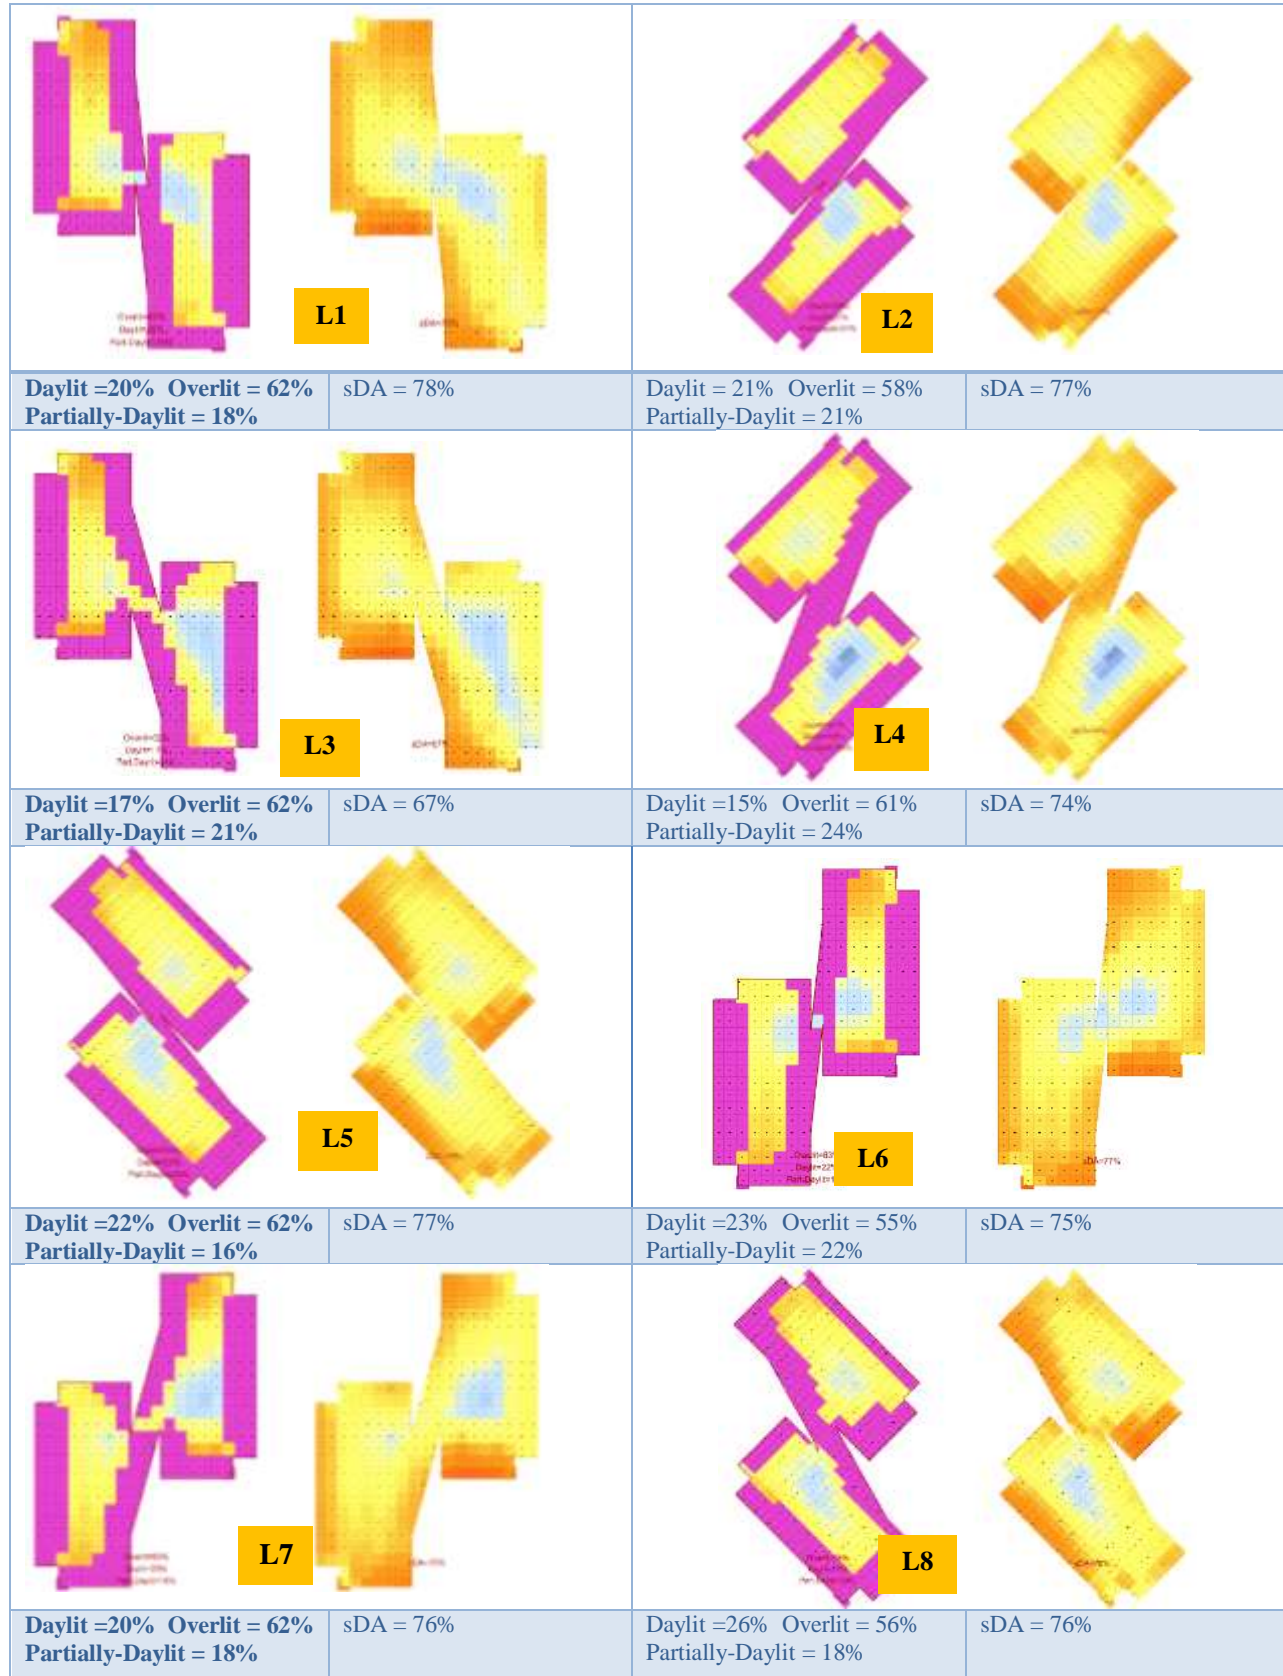 L1
L2
Daylit =20% Overlit = 62%
Partially-Daylit = 18%
sDA = 78%
Daylit = 21% Overlit = 58%
Partially-Daylit = 21%
sDA = 77%
L3
L4
Daylit =17% Overlit = 62%
Partially-Daylit = 21%
sDA = 67%
Daylit =15% Overlit = 61%
Partially-Daylit = 24%
sDA = 74%
L5
L6
sDA=77%
Daylit =22% Overlit = 62%
Partially-Daylit = 16%
sDA = 77%
Daylit =23% Overlit = 55%
Partially-Daylit = 22%
sDA = 75%
L7
L8
Daylit =20% Overlit = 62%
Partially-Daylit = 18%
sDA = 76%
Daylit =26% Overlit = 56%
Partially-Daylit = 18%
sDA = 76%